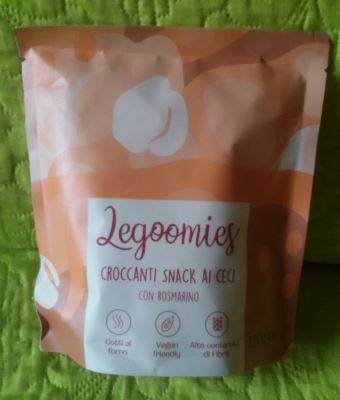 Legoomies
CROCCANTI SNACK AI CECI
CON ROSMARINO
Cotti al
forno
Vegan
friendly
Alto contenuto
di Fibre